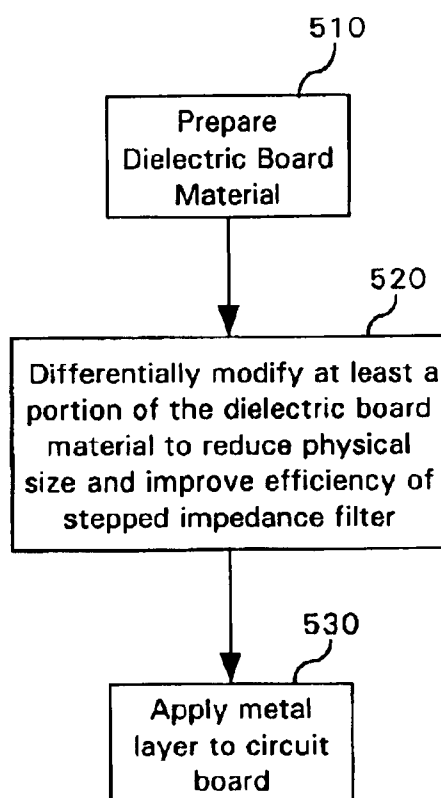 510
Prepare
Dielectric Board
Material
520
Differentially modify at least a
portion of the dielectric board
material to reduce physical
size and improve efficiency of
stepped impedance filter
530
Apply metal
layer to circuit
board